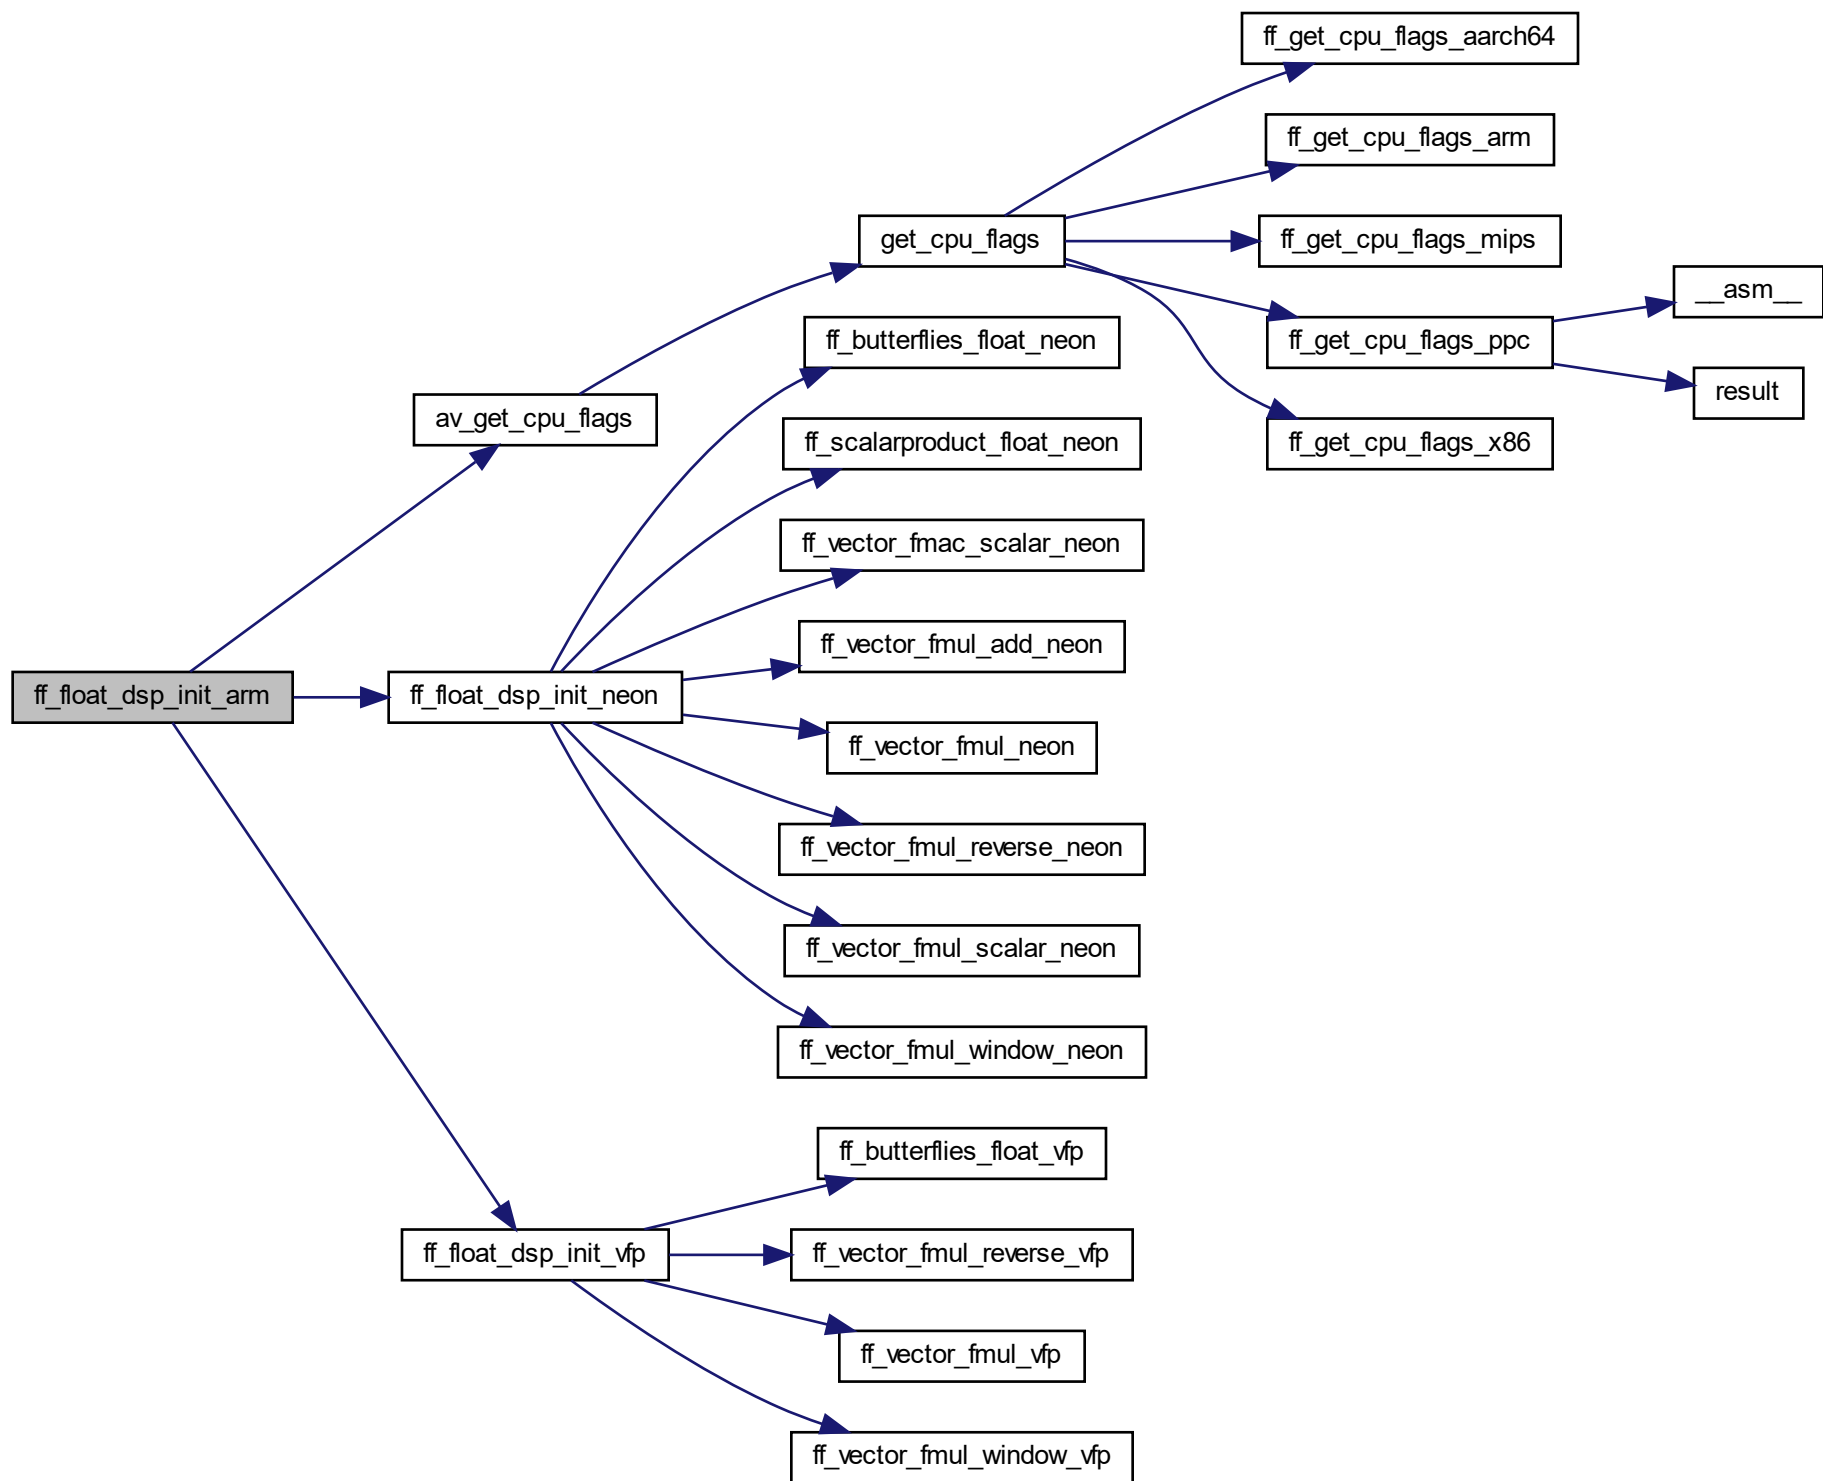 ff_get_cpu_flags_aarch64
ff_get_cpu_flags_arm
get_cpu_flags
ff_get_cpu_flags_mips
__asm__
ff_butterflies_float_neon
ff_get_cpu_flags_ppc
result
av_get_cpu_flags
ff_scalarproduct_float_neon
ff_get_cpu_flags_x86
ff_vector_fmac_scalar_neon
ff_vector_fmul_add_neon
ff_float_dsp_init_arm
ff_float_dsp_init_neon
ff_vector_fmul_neon
ff_vector_fmul_reverse_neon
ff_vector_fmul_scalar_neon
ff_vector_fmul_window_neon
ff_butterflies_float_vfp
ff_float_dsp_init_vfp
ff_vector_fmul_reverse_vfp
ff_vector_fmul_vfp
ff_vector_fmul_window_vfp